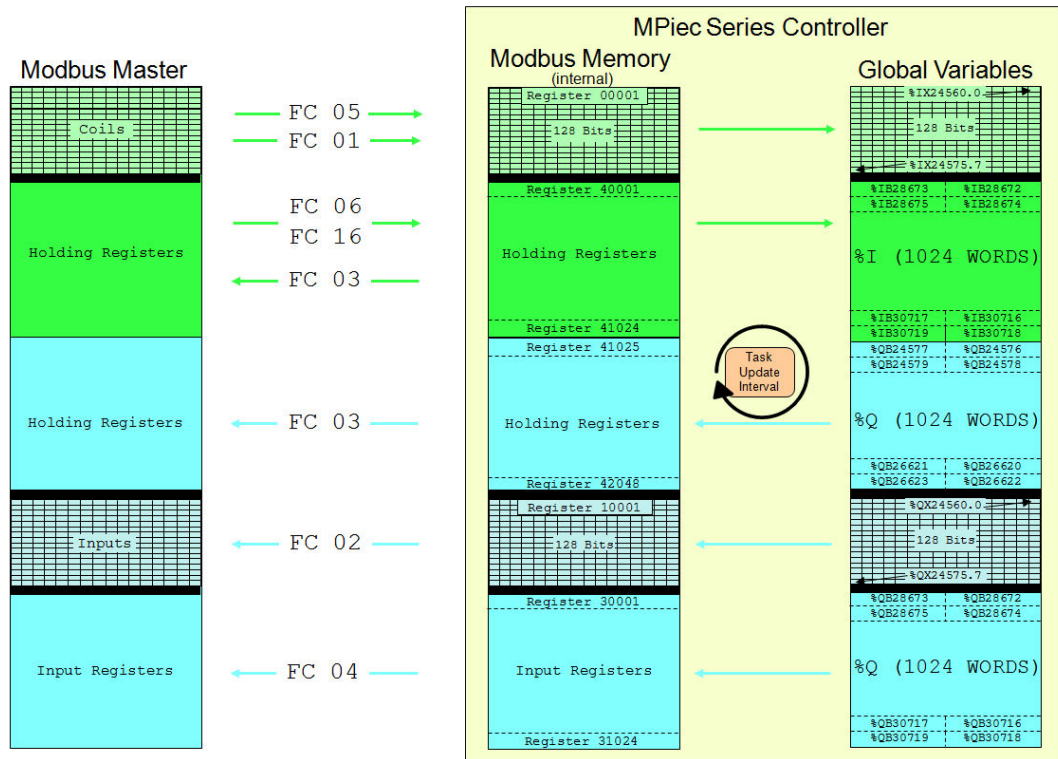 MPiec Series Controller
Modbus Master
Modbus Memory
(internal)
Global Variables
Coils
FC 05
FC 01
Register 00001
128 Bits
%IX24560.0
128 Bits
%IX24575.7
Holding Registers
FC 06
FC 16
FC 03
Register 40001
Holding Registers
Register 41024
%IB28673 %IB28672
%IB28675 %IB28674
%I (1024 WORDS)
%IB30717 %IB30716
%IB30719 %IB30718
Task
Update
Interval
Holding Registers
FC 03
Register 41025
Holding Registers
Register 42048
%QB24577 %QB24576
%QB24579 %QB24578
%Q (1024 WORDS)
%QB26621 %QB26620
%QB26623 %QB26622
Inputs
FC 02
Register 10001
128 Bits
%QX24560.0
128 Bits
%QX24575.7
Input Registers
FC 04
Register 30001
Input Registers
Register 31024
%QB28673 %QB28672
%QB28675 %QB28674
%Q (1024 WORDS)
%QB30717 %QB30716
%QB30719 %QB30718